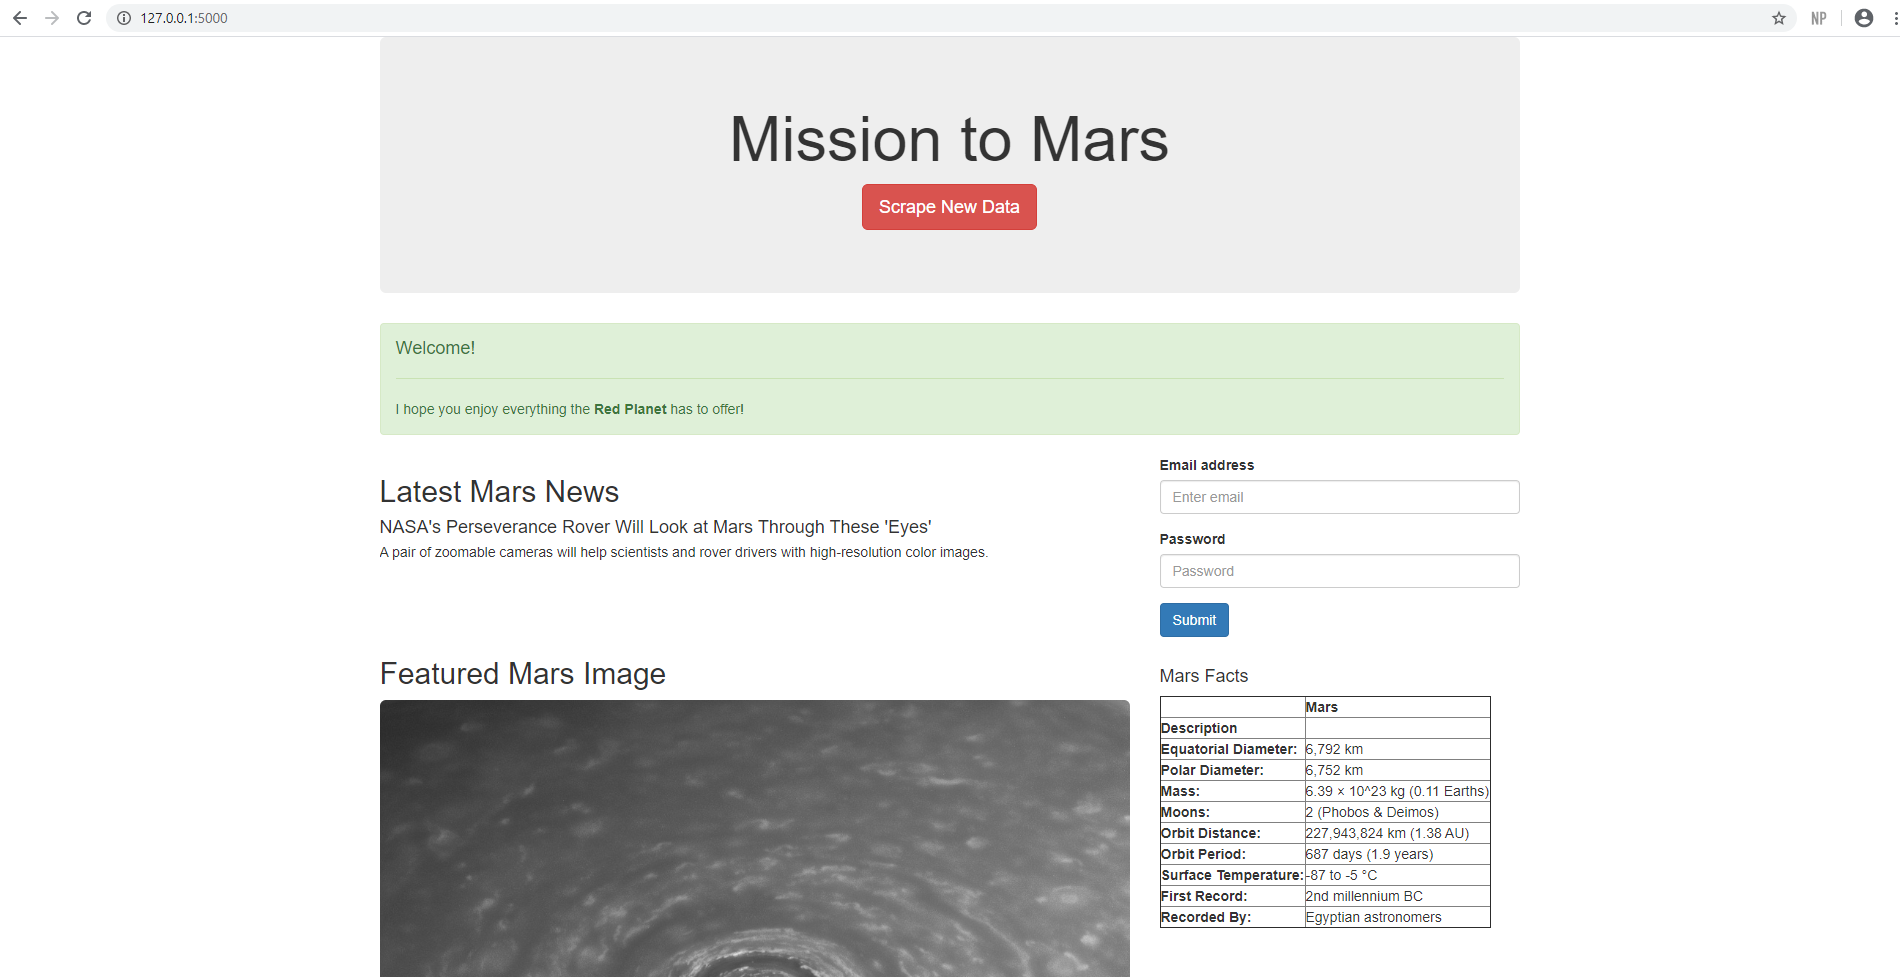 127.0.0.1:5000
NP
Mission to Mars
Scrape New Data
Welcome!
I hope you enjoy everything the Red Planet has to offer!
Latest Mars News
NASA's Perseverance Rover Will Look at Mars Through These 'Eyes'
A pair of zoomable cameras will help scientists and rover drivers with high-resolution color images.
Email address
Enter email
Password
Password
Submit
Featured Mars Image
Mars Facts
Mars
Description
Equatorial Diameter: 6,792 km
Polar Diameter: 6,752 km
Mass: 6.39 × 10^23 kg (0.11 Earths)
Moons: 2 (Phobos & Deimos)
Orbit Distance: 227,943,824 km (1.38 AU)
Orbit Period: 687 days (1.9 years)
Surface Temperature: -87 to -5 °C
First Record: 2nd millennium BC
Recorded By: Egyptian astronomers